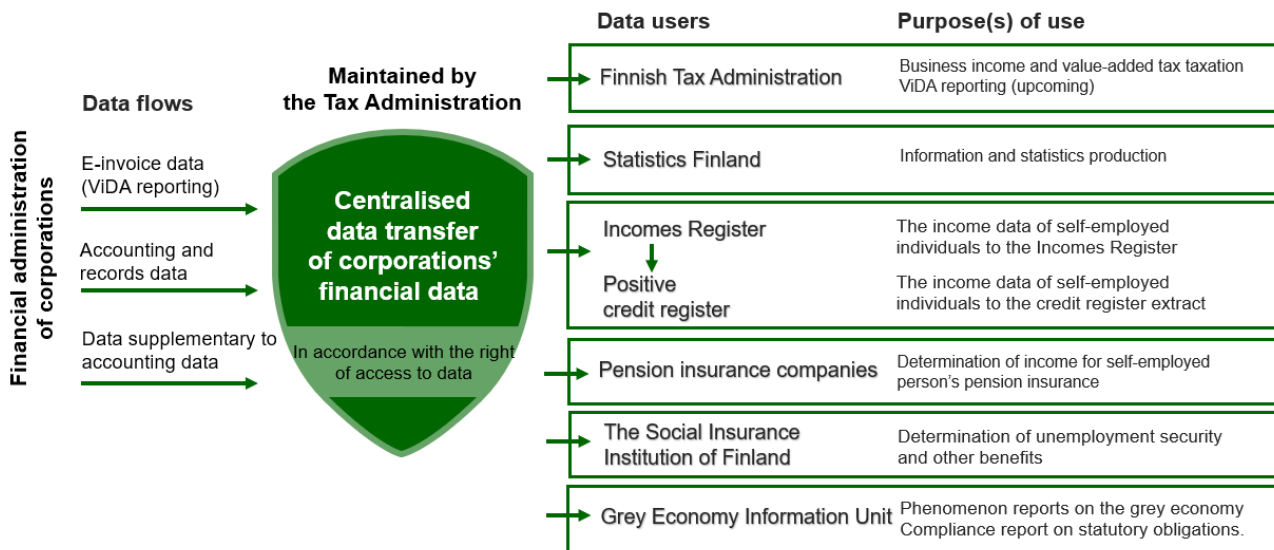 Financial administration
of corporations
Data flows
E-invoice data
(ViDA reporting)
Accounting and
records data
Data supplementary to
accounting data
Maintained by
the Tax Administration
Centralised
data transfer
of corporations’
financial data
In accordance with the right
of access to data
Data users
Purpose(s) of use
Finnish Tax Administration
Business income and value-added tax taxation
ViDA reporting (upcoming)
Statistics Finland
Information and statistics production
Incomes Register
The income data of self-employed
individuals to the Incomes Register
Positive
credit register
The income data of self-employed
individuals to the credit register extract
Pension insurance companies
Determination of income for self-employed
person’s pension insurance
The Social Insurance
Institution of Finland
Determination of unemployment security
and other benefits
Grey Economy Information Unit
Phenomenon reports on the grey economy
Compliance report on statutory obligations.